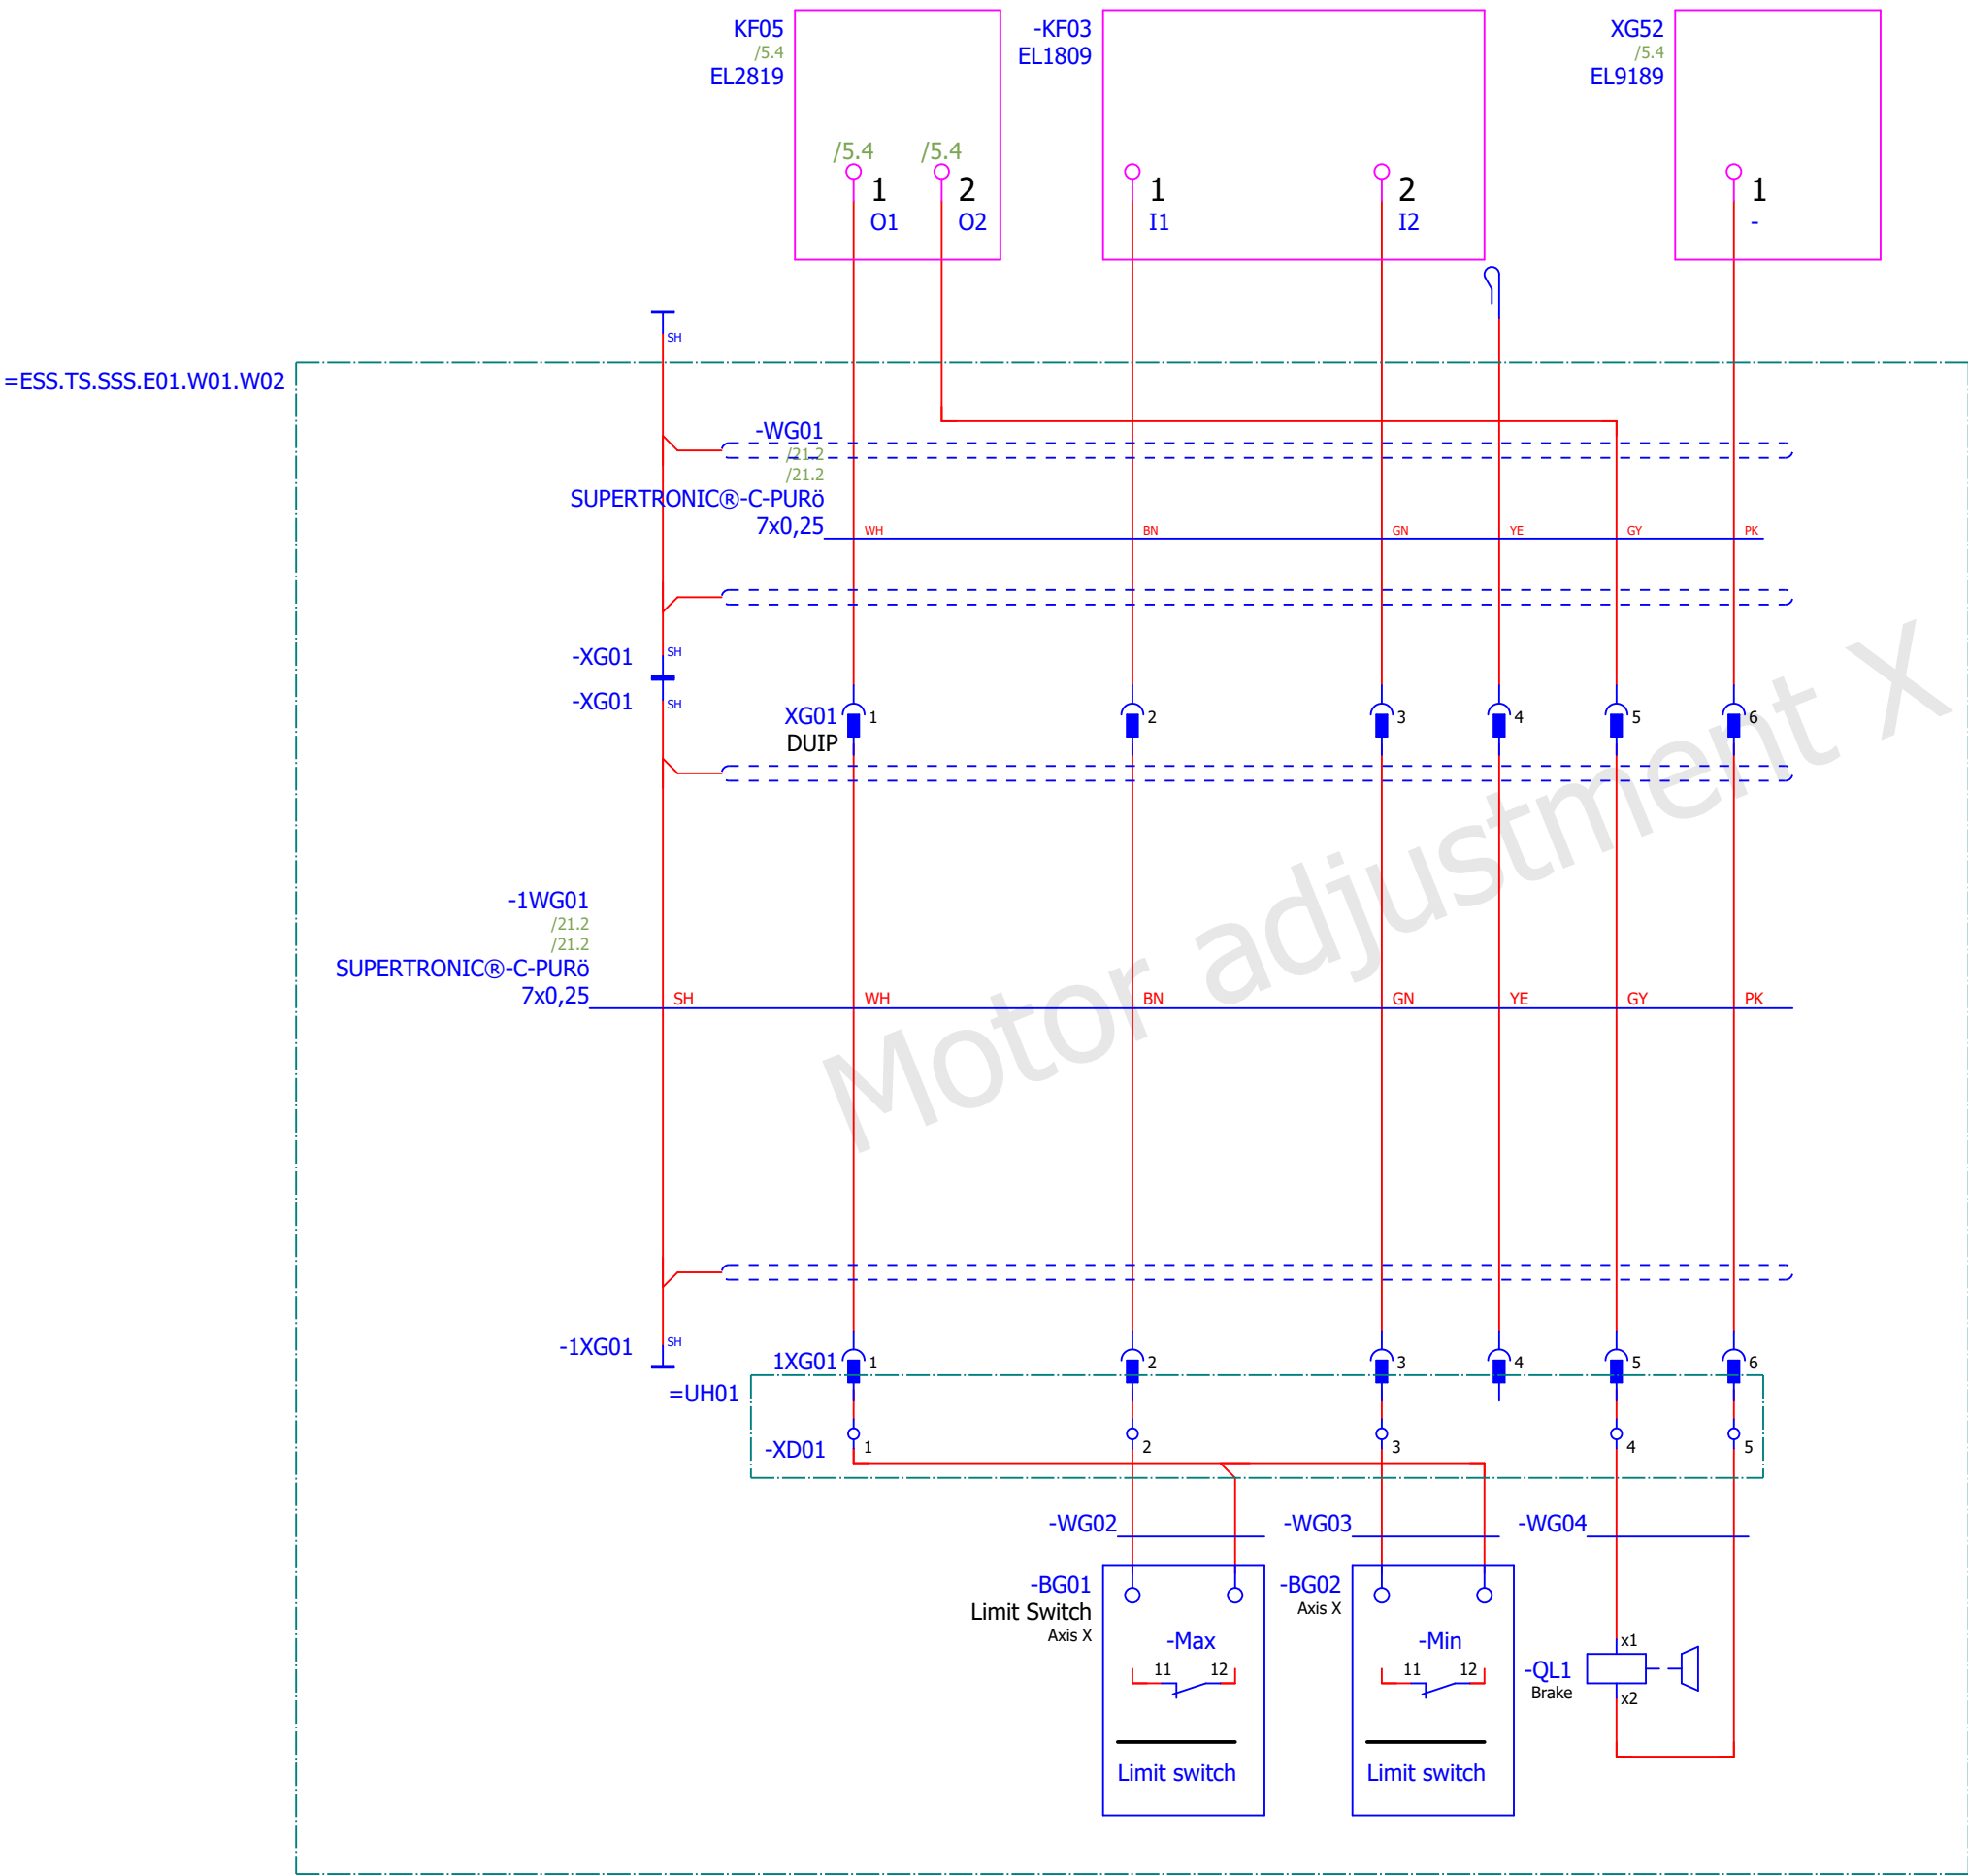 KF05
/5.4
EL2819
-KF03
EL1809
XG52
/5.4
EL9189
/5.4
/5.4
1
2
1
2
1
O1
O2
I1
I2
-
SH
=ESS.TS.SSS.E01.W01.W02
-WG01
/21.2
/21.2
SUPERTRONIC®-C-PURö
7x0,25
WH
BN
GN
YE
GY
PK
-XG01
SH
-XG01
SH
XG01
DUIP
1
2
3
4
5
6
Motor adjustment X
-1WG01
/21.2
/21.2
SUPERTRONIC®-C-PURö
7x0,25
SH
WH
BN
GN
YE
GY
PK
-1XG01
SH
1XG01
1
2
3
4
5
6
=UH01
-XD01
1
2
3
4
5
-WG02
-WG03
-WG04
-BG01
Limit Switch
Axis X
-Max
11
12
Limit switch
-BG02
Axis X
-Min
11
12
Limit switch
-QL1
Brake
x1
x2